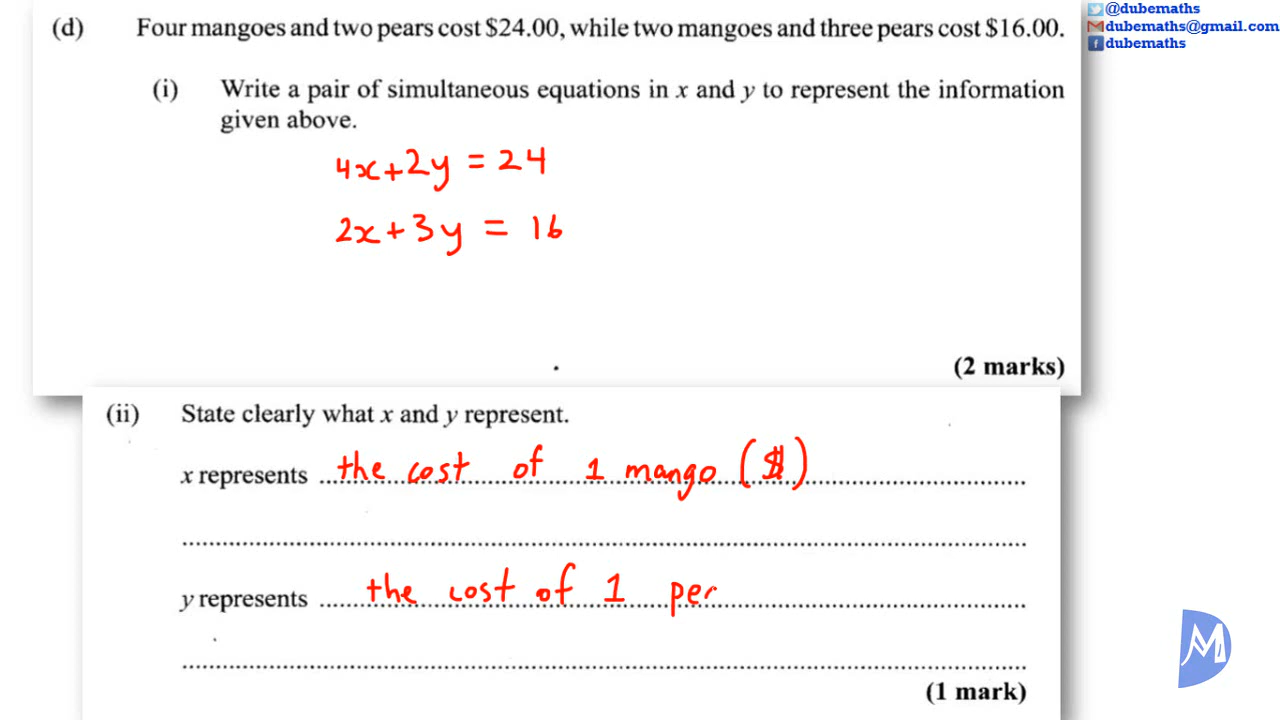 @dubemaths
dubemaths@gmail.com
dubemaths
(d) Four mangoes and two pears cost $24.00, while two mangoes and three pears cost $16.00.
(i) Write a pair of simultaneous equations in x and y to represent the information
given above.
4x+2y = 24
2x+3y = 16
(2 marks)
(ii) State clearly what x and y represent.
x represents the cost of 1 mango ($)
y represents the cost of 1 per
(1 mark)
M